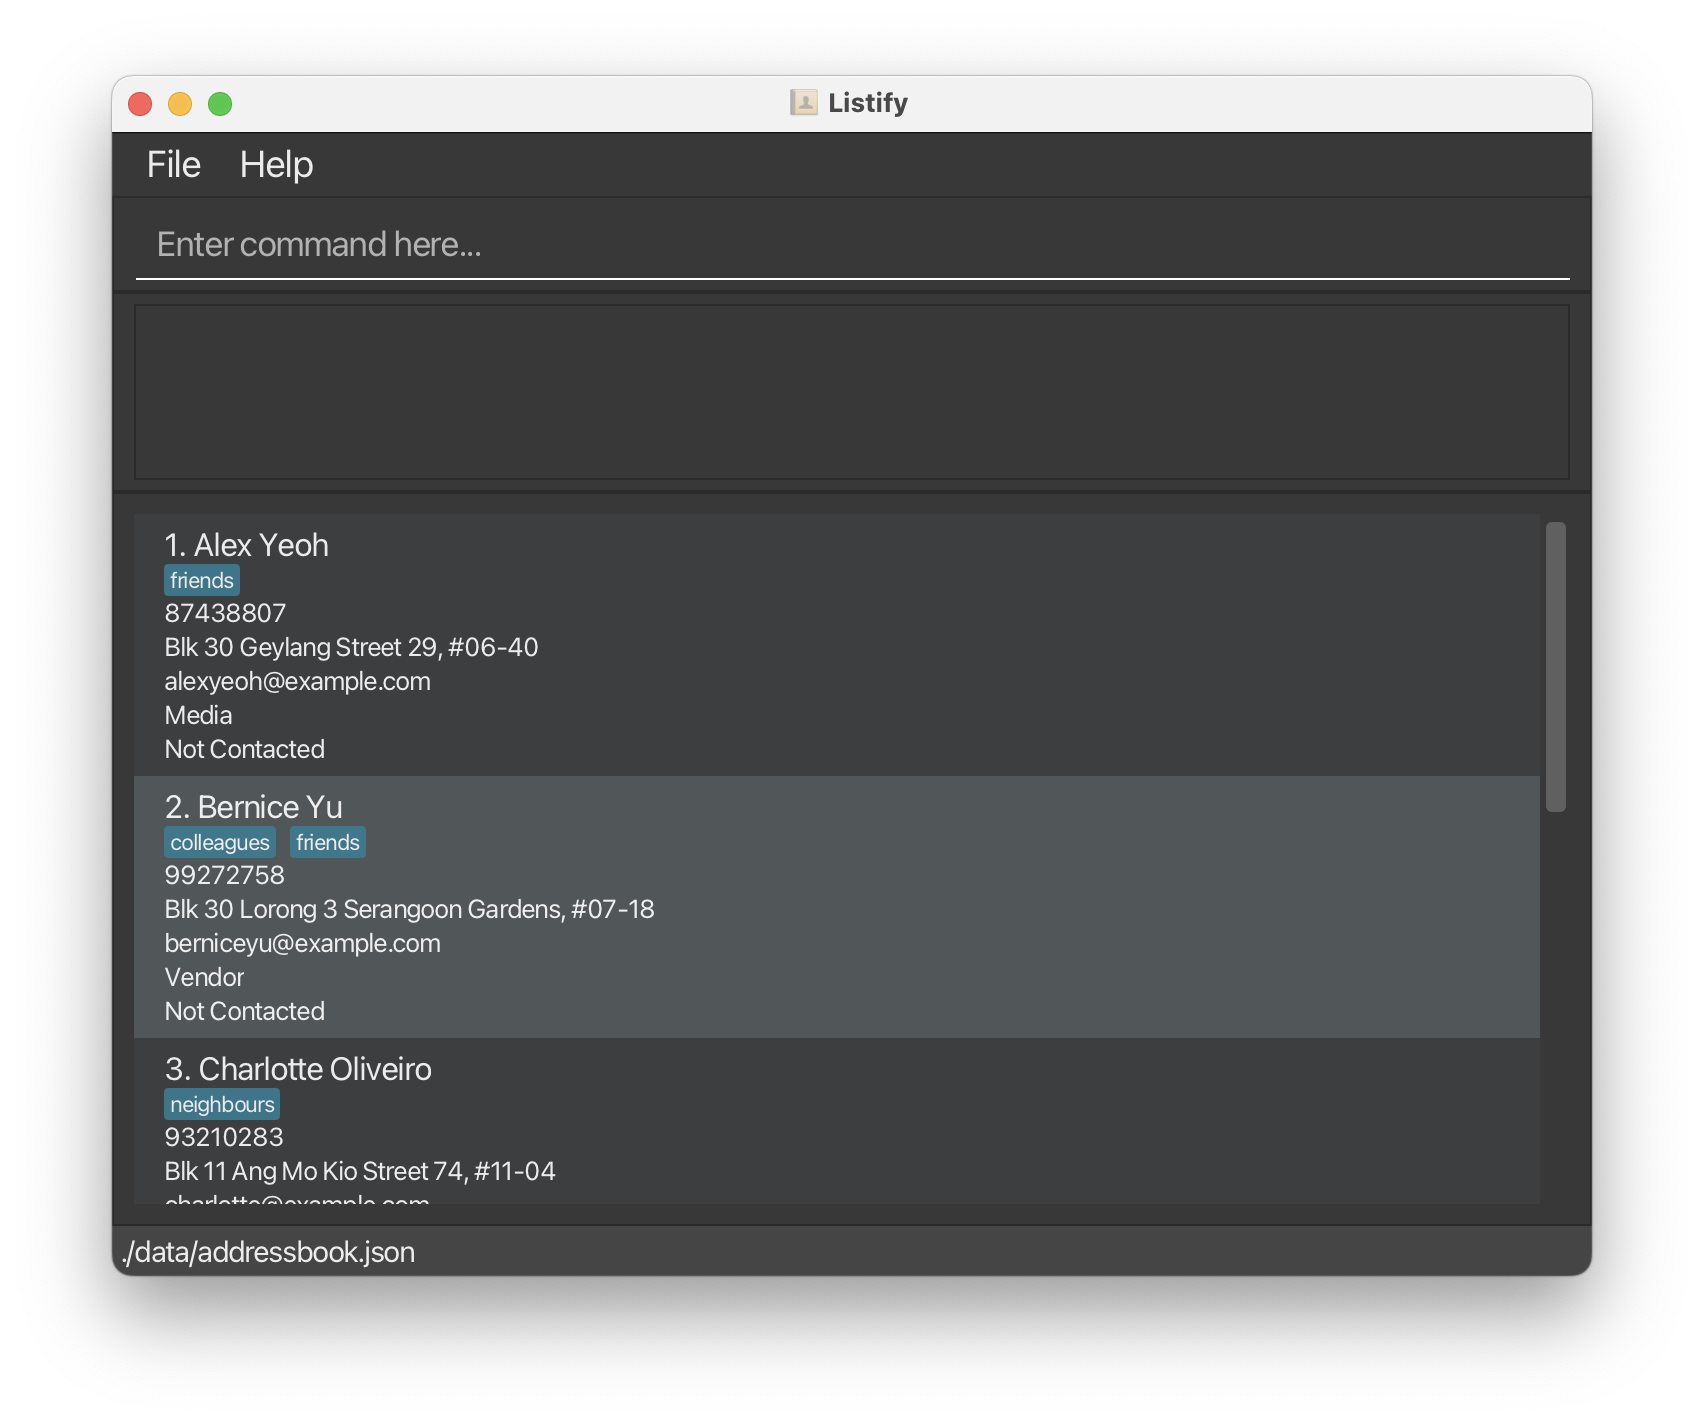 Listify
File Help
Enter command here...
1. Alex Yeoh
friends
87438807
Blk 30 Geylang Street 29, #06-40
alexyeoh@example.com
Media
Not Contacted
2. Bernice Yu
colleagues friends
99272758
Blk 30 Lorong 3 Serangoon Gardens, #07-18
berniceyu@example.com
Vendor
Not Contacted
3. Charlotte Oliveiro
neighbours
93210283
Blk 11 Ang Mo Kio Street 74, #11-04
charlotte@example.com
./data/addressbook.json